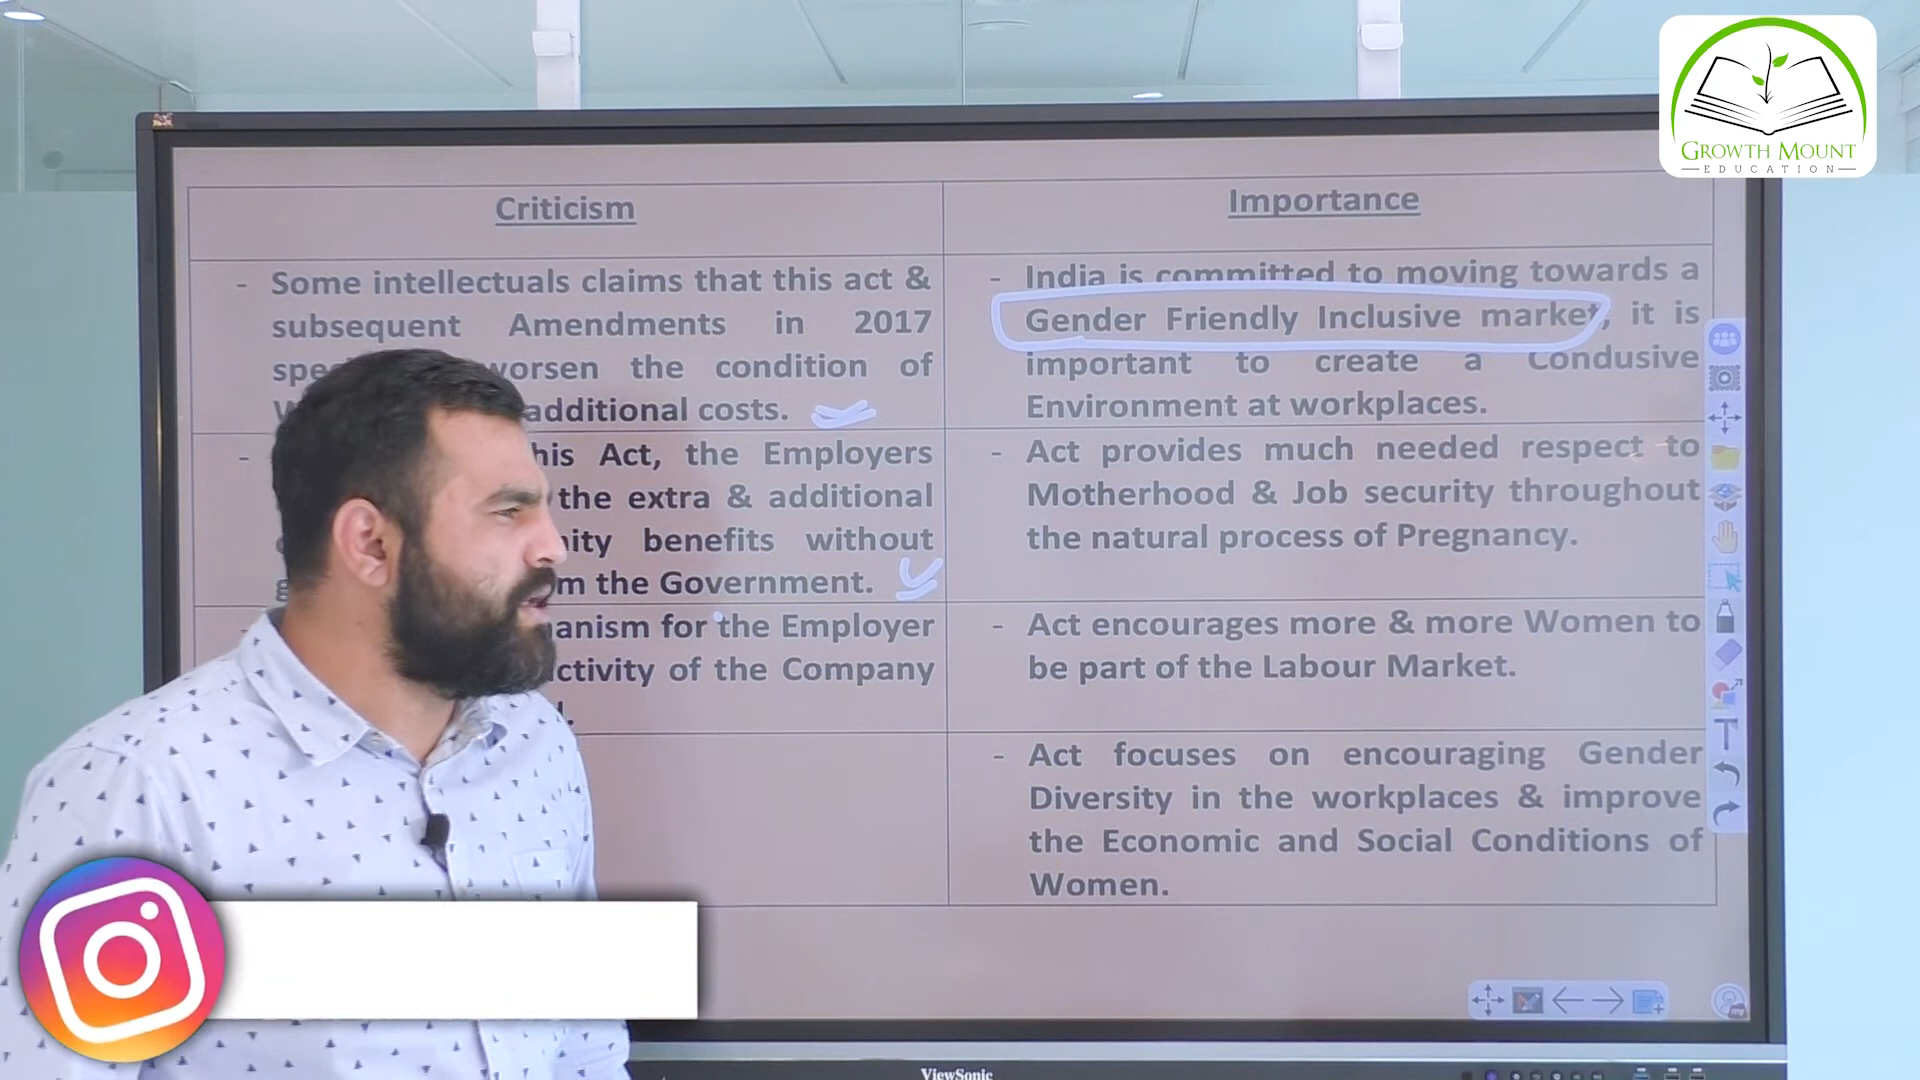 GROWTH MOUNT
EDUCATION
Criticism
- Some intellectuals claims that this act &
subsequent Amendments in 2017
worsen the condition of
additional costs.
- his Act, the Employers
the extra & additional
benefits without
the Government.
for the Employer
of the Company
Importance
- India is committed to moving towards a
Gender Friendly Inclusive market, it is
important to create a Condusive
Environment at workplaces.
- Act provides much needed respect to
Motherhood & Job security throughout
the natural process of Pregnancy.
- Act encourages more & more Women to
be part of the Labour Market.
- Act focuses on encouraging Gender
Diversity in the workplaces & improve
the Economic and Social Conditions of
Women.
ViewSonic